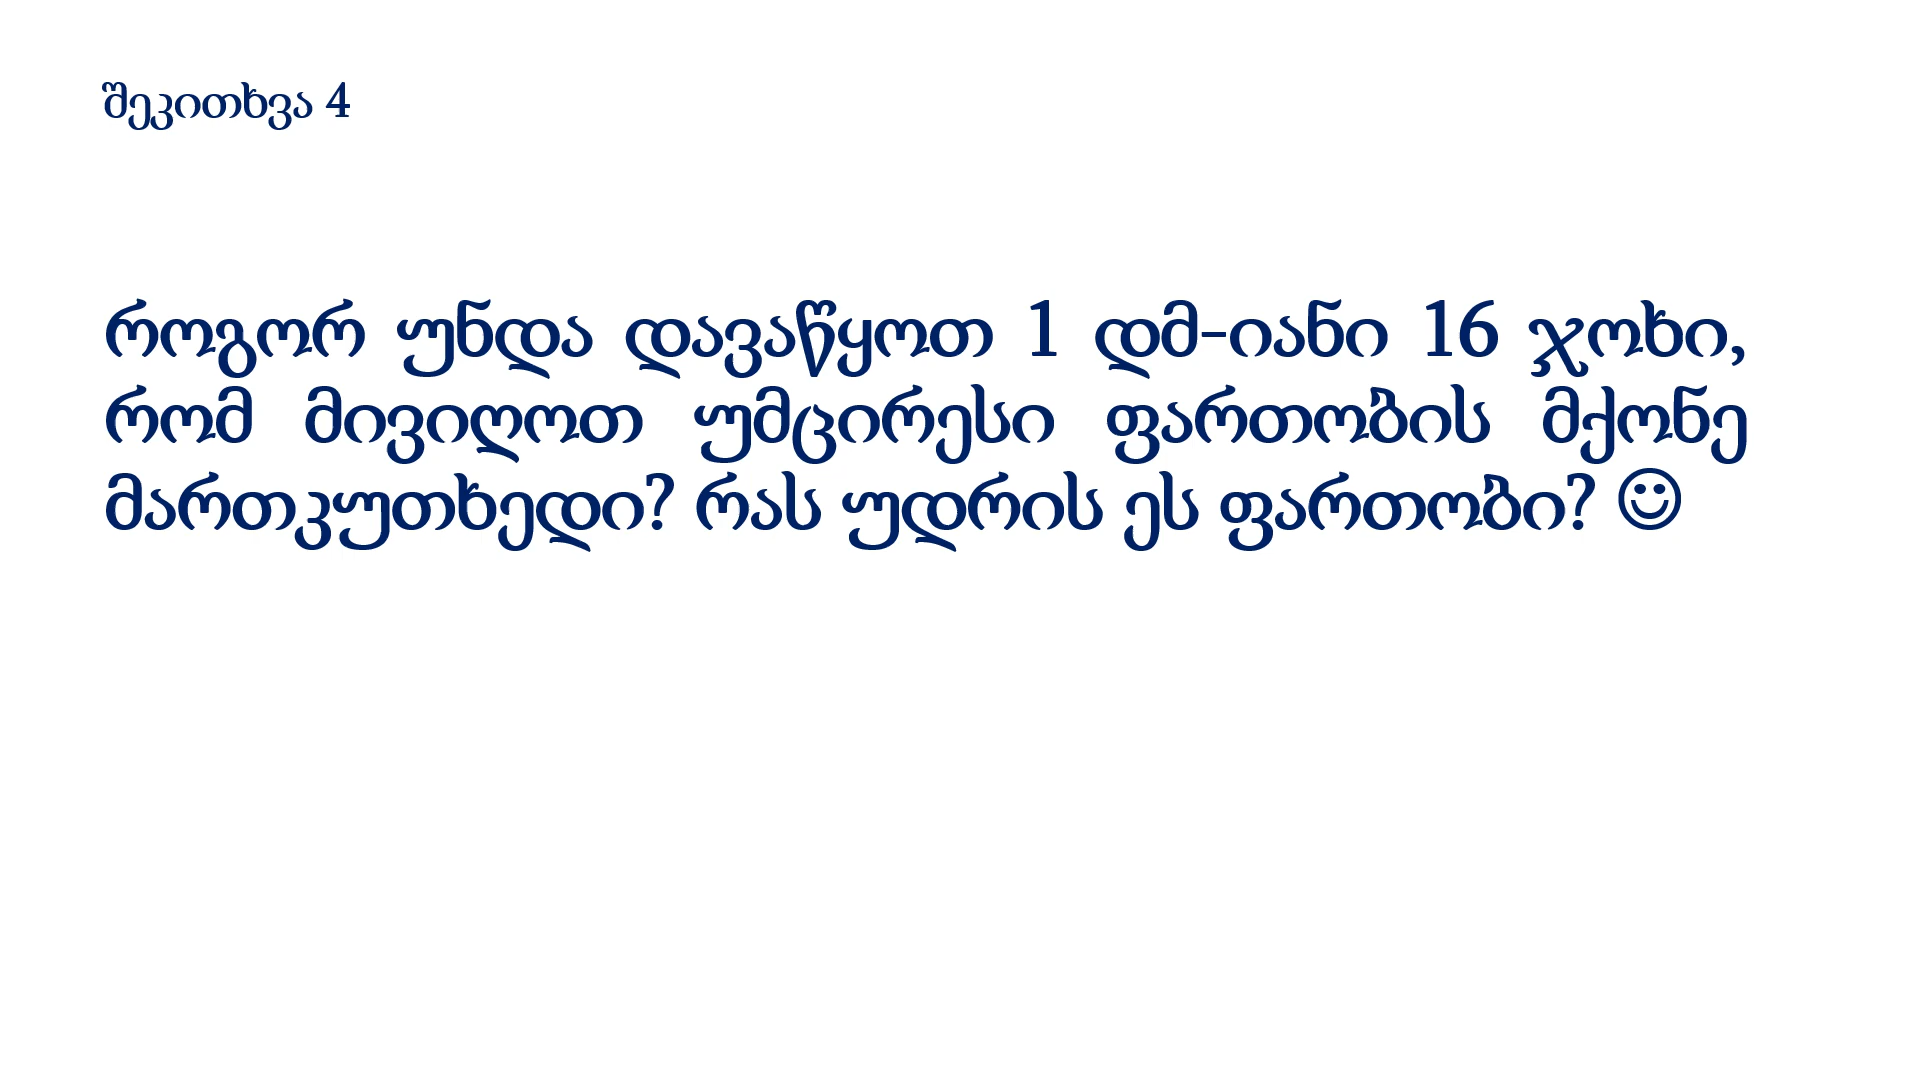 შეკითხვა 4
როგორ უნდა დავაწყოთ 1 დმ-იანი 16 ჯოხი,
რომ მივიღოთ უმცირესი ფართობის მქონე
მართკუთხედი? რას უდრის ეს ფართობი? ☺